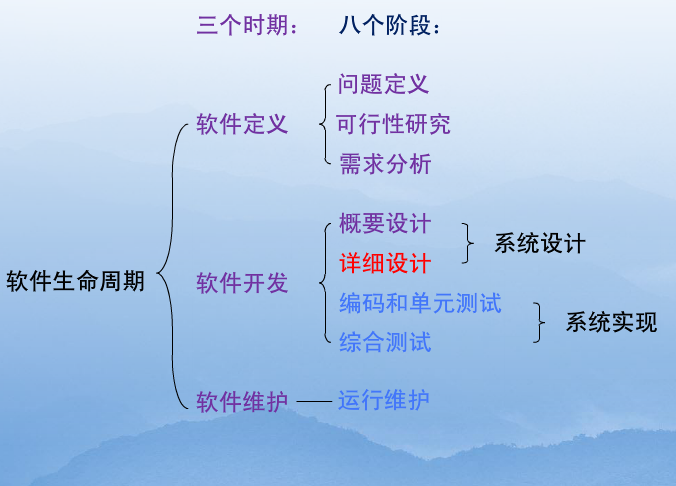 三个时期： 八个阶段：
问题定义
软件定义 可行性研究
需求分析
概要设计
系统设计
详细设计
软件生命周期 软件开发
编码和单元测试
系统实现
综合测试
软件维护 运行维护